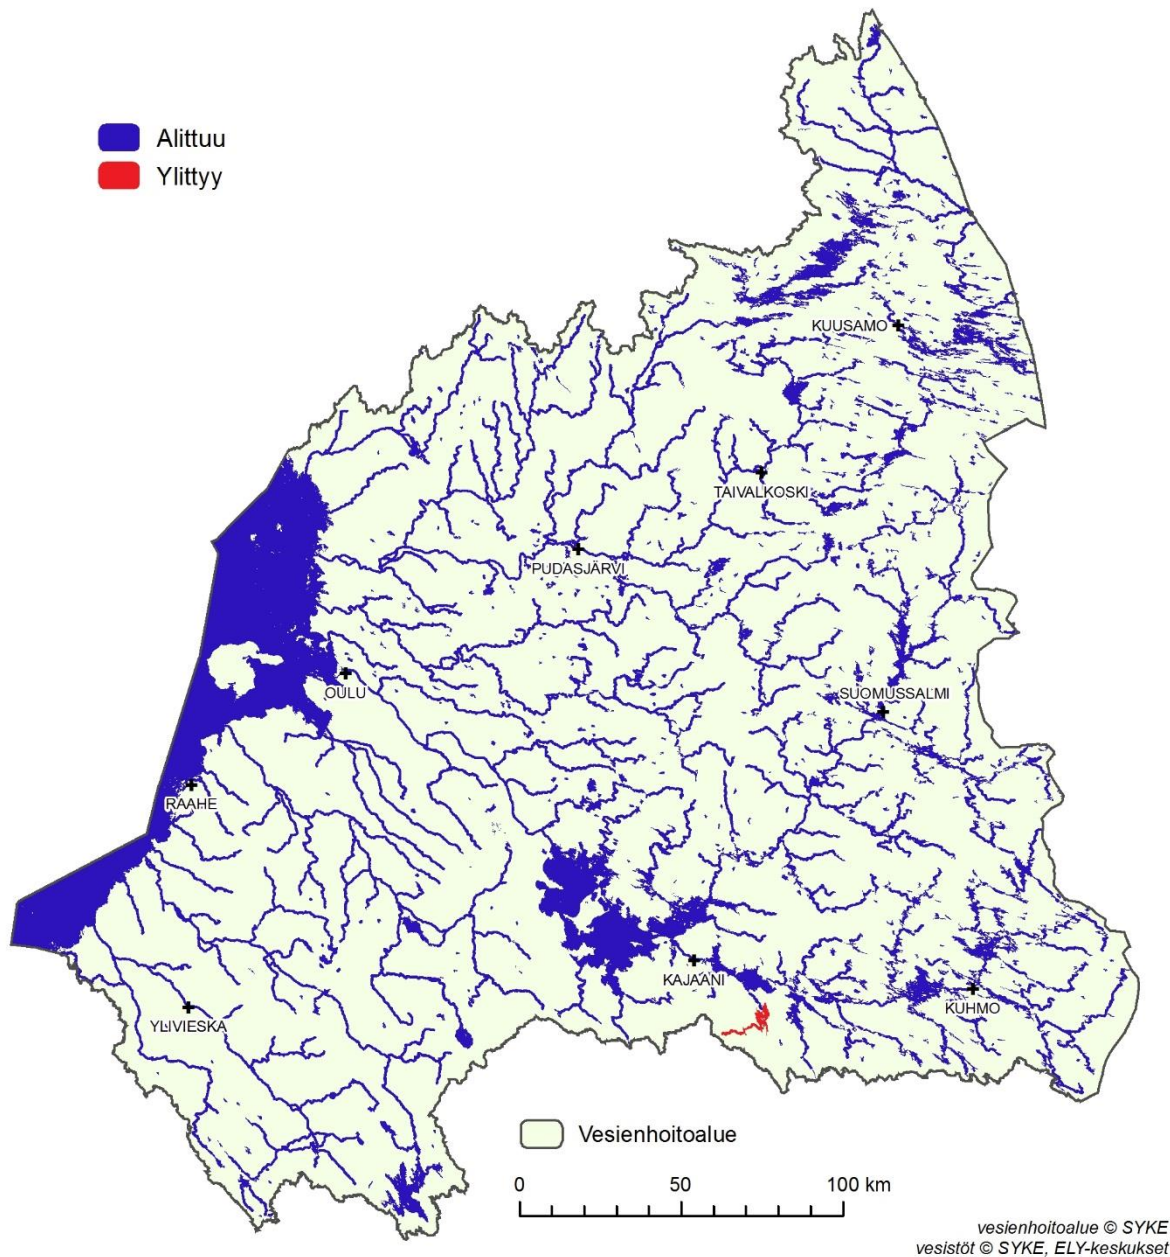 Alittuu
Ylittyy
KUUSAMO
TAIVALKOSKI
PUDASJÄRVI
OULU
SUOMUSSALMI
RAAHE
KAJAANI
KUHMO
YLIVIESKA
Vesienhoitoalue
0 50 100 km
vesienhoitoalue © SYKE
vesistöt © SYKE, ELY-keskukset